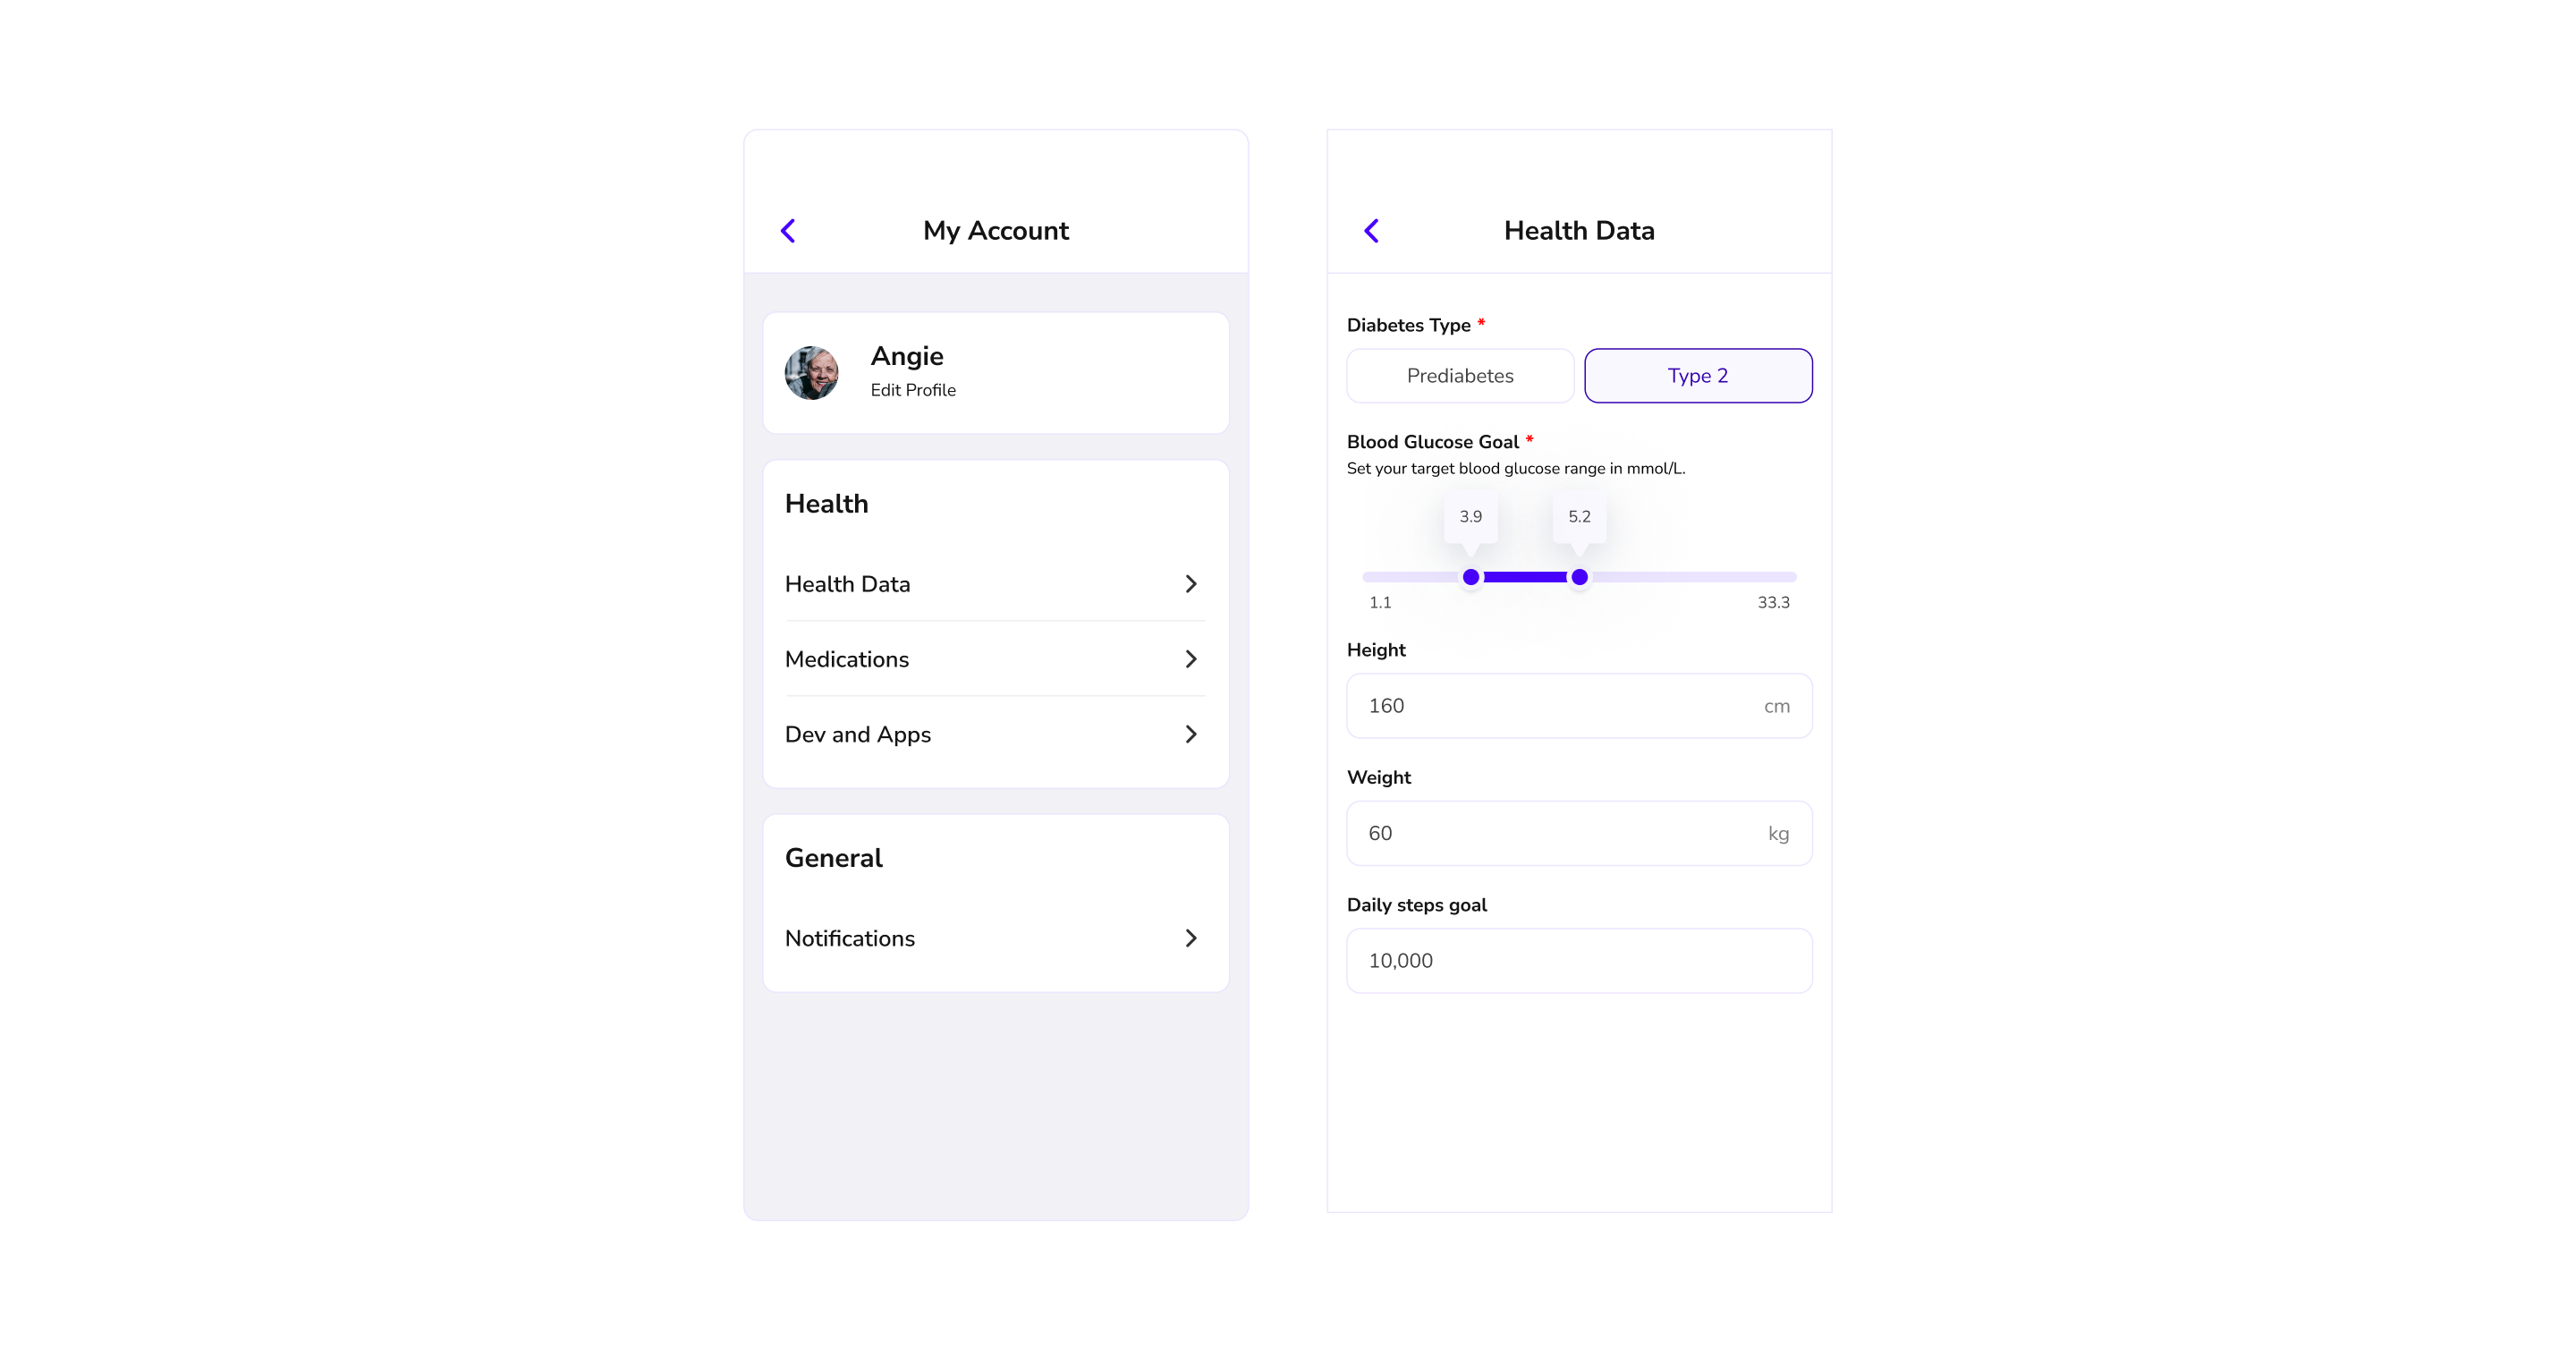 My Account
Angie
Edit Profile
Health
Health Data
Medications
Dev and Apps
General
Notifications
Health Data
Diabetes Type *
Prediabetes
Type 2
Blood Glucose Goal *
Set your target blood glucose range in mmol/L.
3.9
5.2
1.1
33.3
Height
160
cm
Weight
60
kg
Daily steps goal
10,000